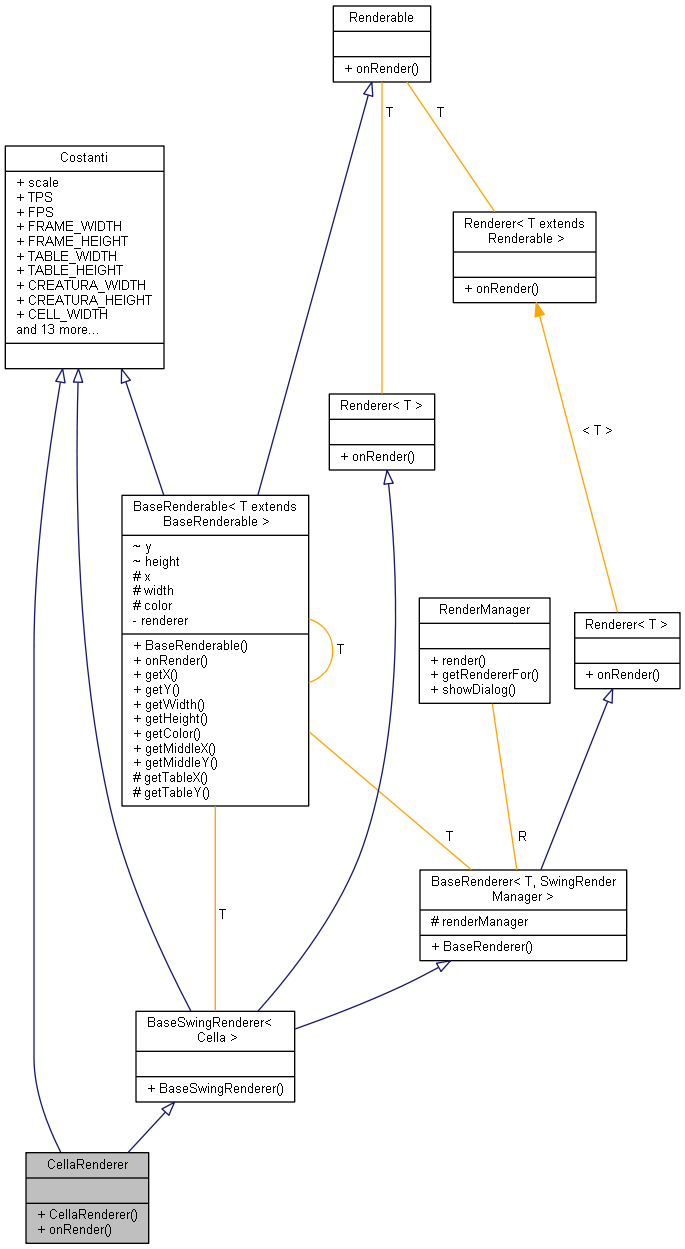 Renderable
+ onRender()
T
T
Costanti
+ scale
+ TPS
+ FPS
+ FRAME_WIDTH
+ FRAME_HEIGHT
+ TABLE_WIDTH
+ TABLE_HEIGHT
+ CREATURA_WIDTH
+ CREATURA_HEIGHT
+ CELL_WIDTH
and 13 more...
Renderer< T extends
Renderable >
+ onRender()
Renderer< T >
+ onRender()
< T >
BaseRenderable< T extends
BaseRenderable >
~ y
~ height
# x
# width
# color
- renderer
+ BaseRenderable()
+ onRender()
+ getX()
+ getY()
+ getWidth()
+ getHeight()
+ getColor()
+ getMiddleX()
+ getMiddleY()
# getTableX()
# getTableY()
T
RenderManager
+ render()
+ getRendererFor()
+ showDialog()
Renderer< T >
+ onRender()
T
R
BaseRenderer< T, SwingRender
Manager >
# renderManager
+ BaseRenderer()
T
BaseSwingRenderer<
Cella >
+ BaseSwingRenderer()
CellaRenderer
+ CellaRenderer()
+ onRender()